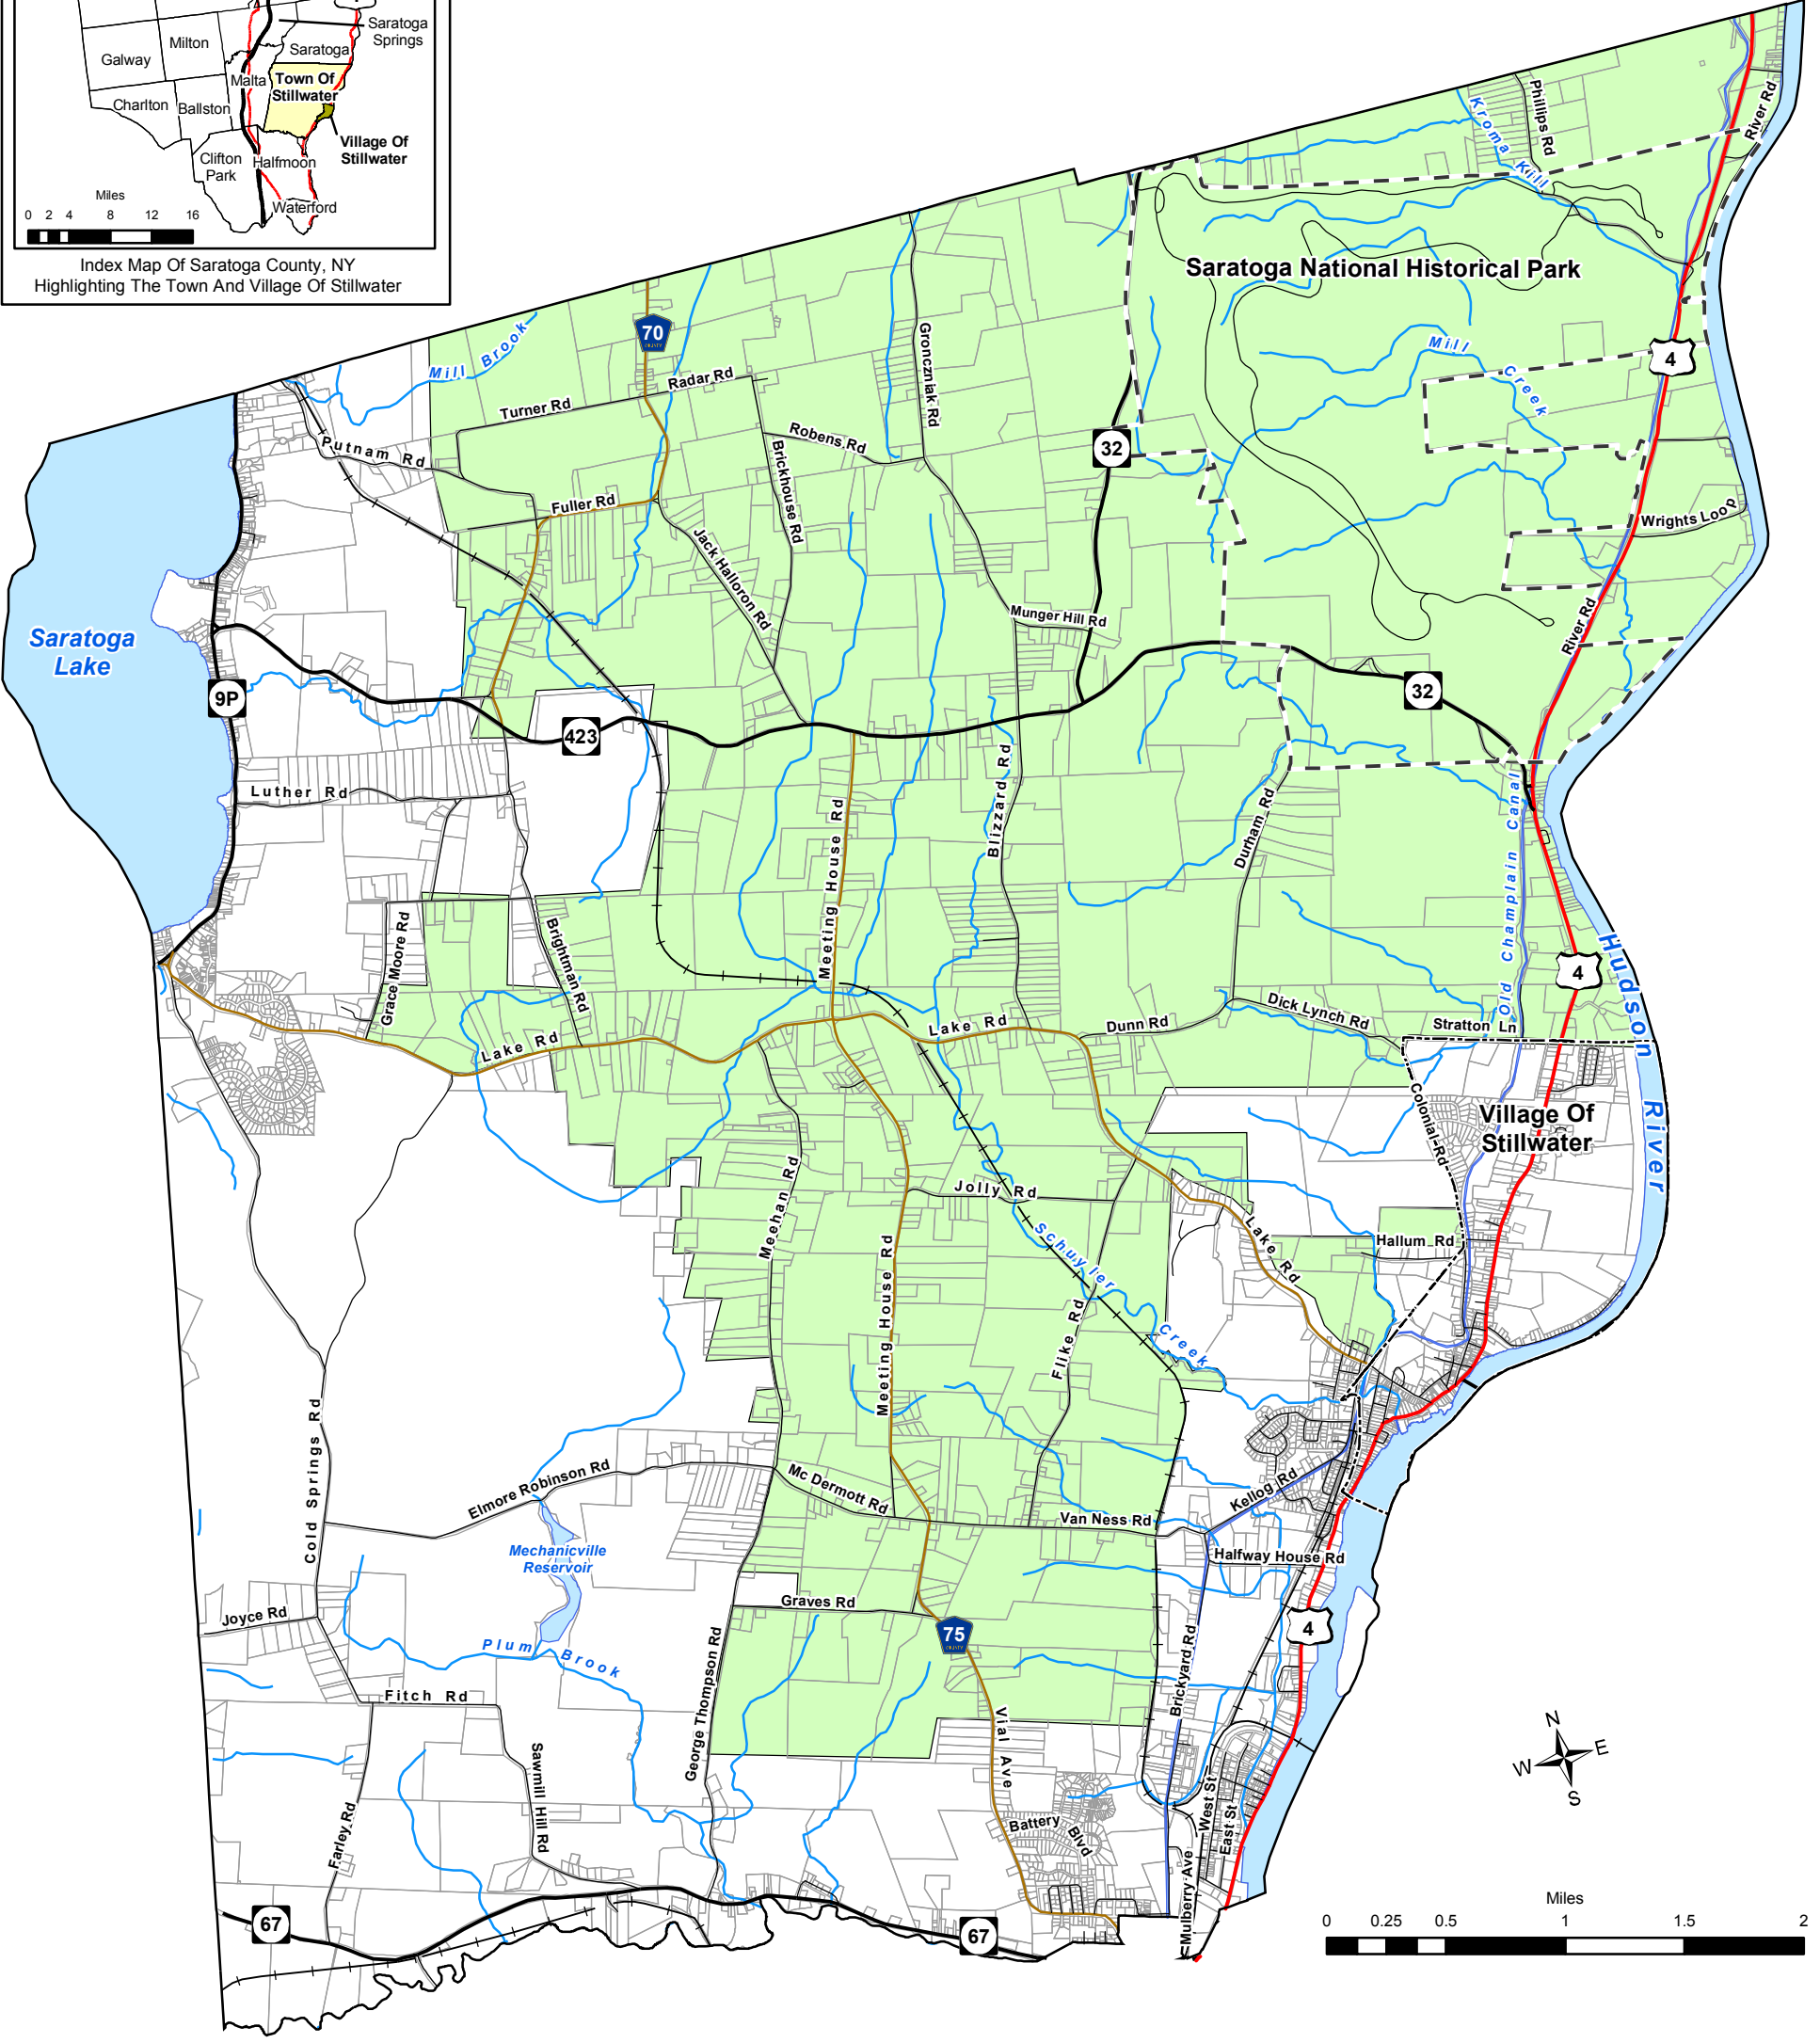 Saratoga
Springs
Milton
Galway
Saratoga
Malta
Town Of
Stillwater
Charlton
Ballston
Village Of
Stillwater
Clifton
Park
Halfmoon
Waterford
Miles
0 2 4 8 12 16
Index Map Of Saratoga County, NY
Highlighting The Town And Village Of Stillwater
Phillips Rd
Kroma Kill
River Rd
Saratoga National Historical Park
70
COUNTY
Mill Brook
Gronczniak Rd
Mill Creek
4
Radar Rd
Turner Rd
Robens Rd
32
Putnam Rd
Brickhouse Rd
Fuller Rd
Wrights Loop
Jack Halloron Rd
Munger Hill Rd
River Rd
Saratoga
Lake
9P
32
423
Luther Rd
Meeting House Rd
Blizzard Rd
Durham Rd
Old Champlain Canal
Grace Moore Rd
Brightman Rd
Hudson River
4
Lake Rd
Lake Rd
Dunn Rd
Dick Lynch Rd
Stratton Ln
Colonial Rd
Village Of
Stillwater
Meehan Rd
Jolly Rd
Schuyler Creek
Lake Rd
Hallum Rd
Meeting House Rd
Flike Rd
Cold Springs Rd
Elmore Robinson Rd
Mc Dermott Rd
Kellog Rd
Van Ness Rd
Mechanicville
Reservoir
Halfway House Rd
Joyce Rd
Graves Rd
4
75
COUNTY
Plum Brook
George Thompson Rd
Brickyard Rd
Fitch Rd
Vial Ave
N
W E
S
Sawmill Hill Rd
Farley Rd
Battery Blvd
West St
East St
Mulberry Ave
67
67
Miles
0 0.25 0.5 1 1.5 2